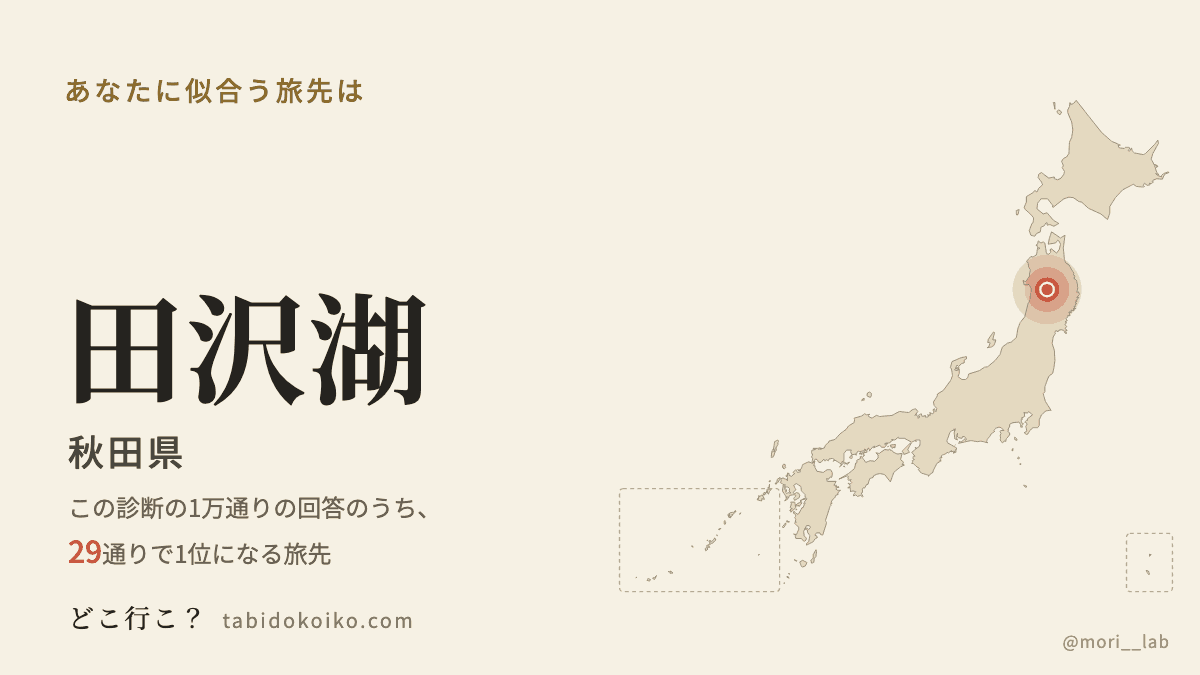 あなたに似合う旅先は
田沢湖
秋田県
この診断の1万通りの回答のうち、
29通りで1位になる旅先
どこ行こ？ tabidokoiko.com
@mori__lab